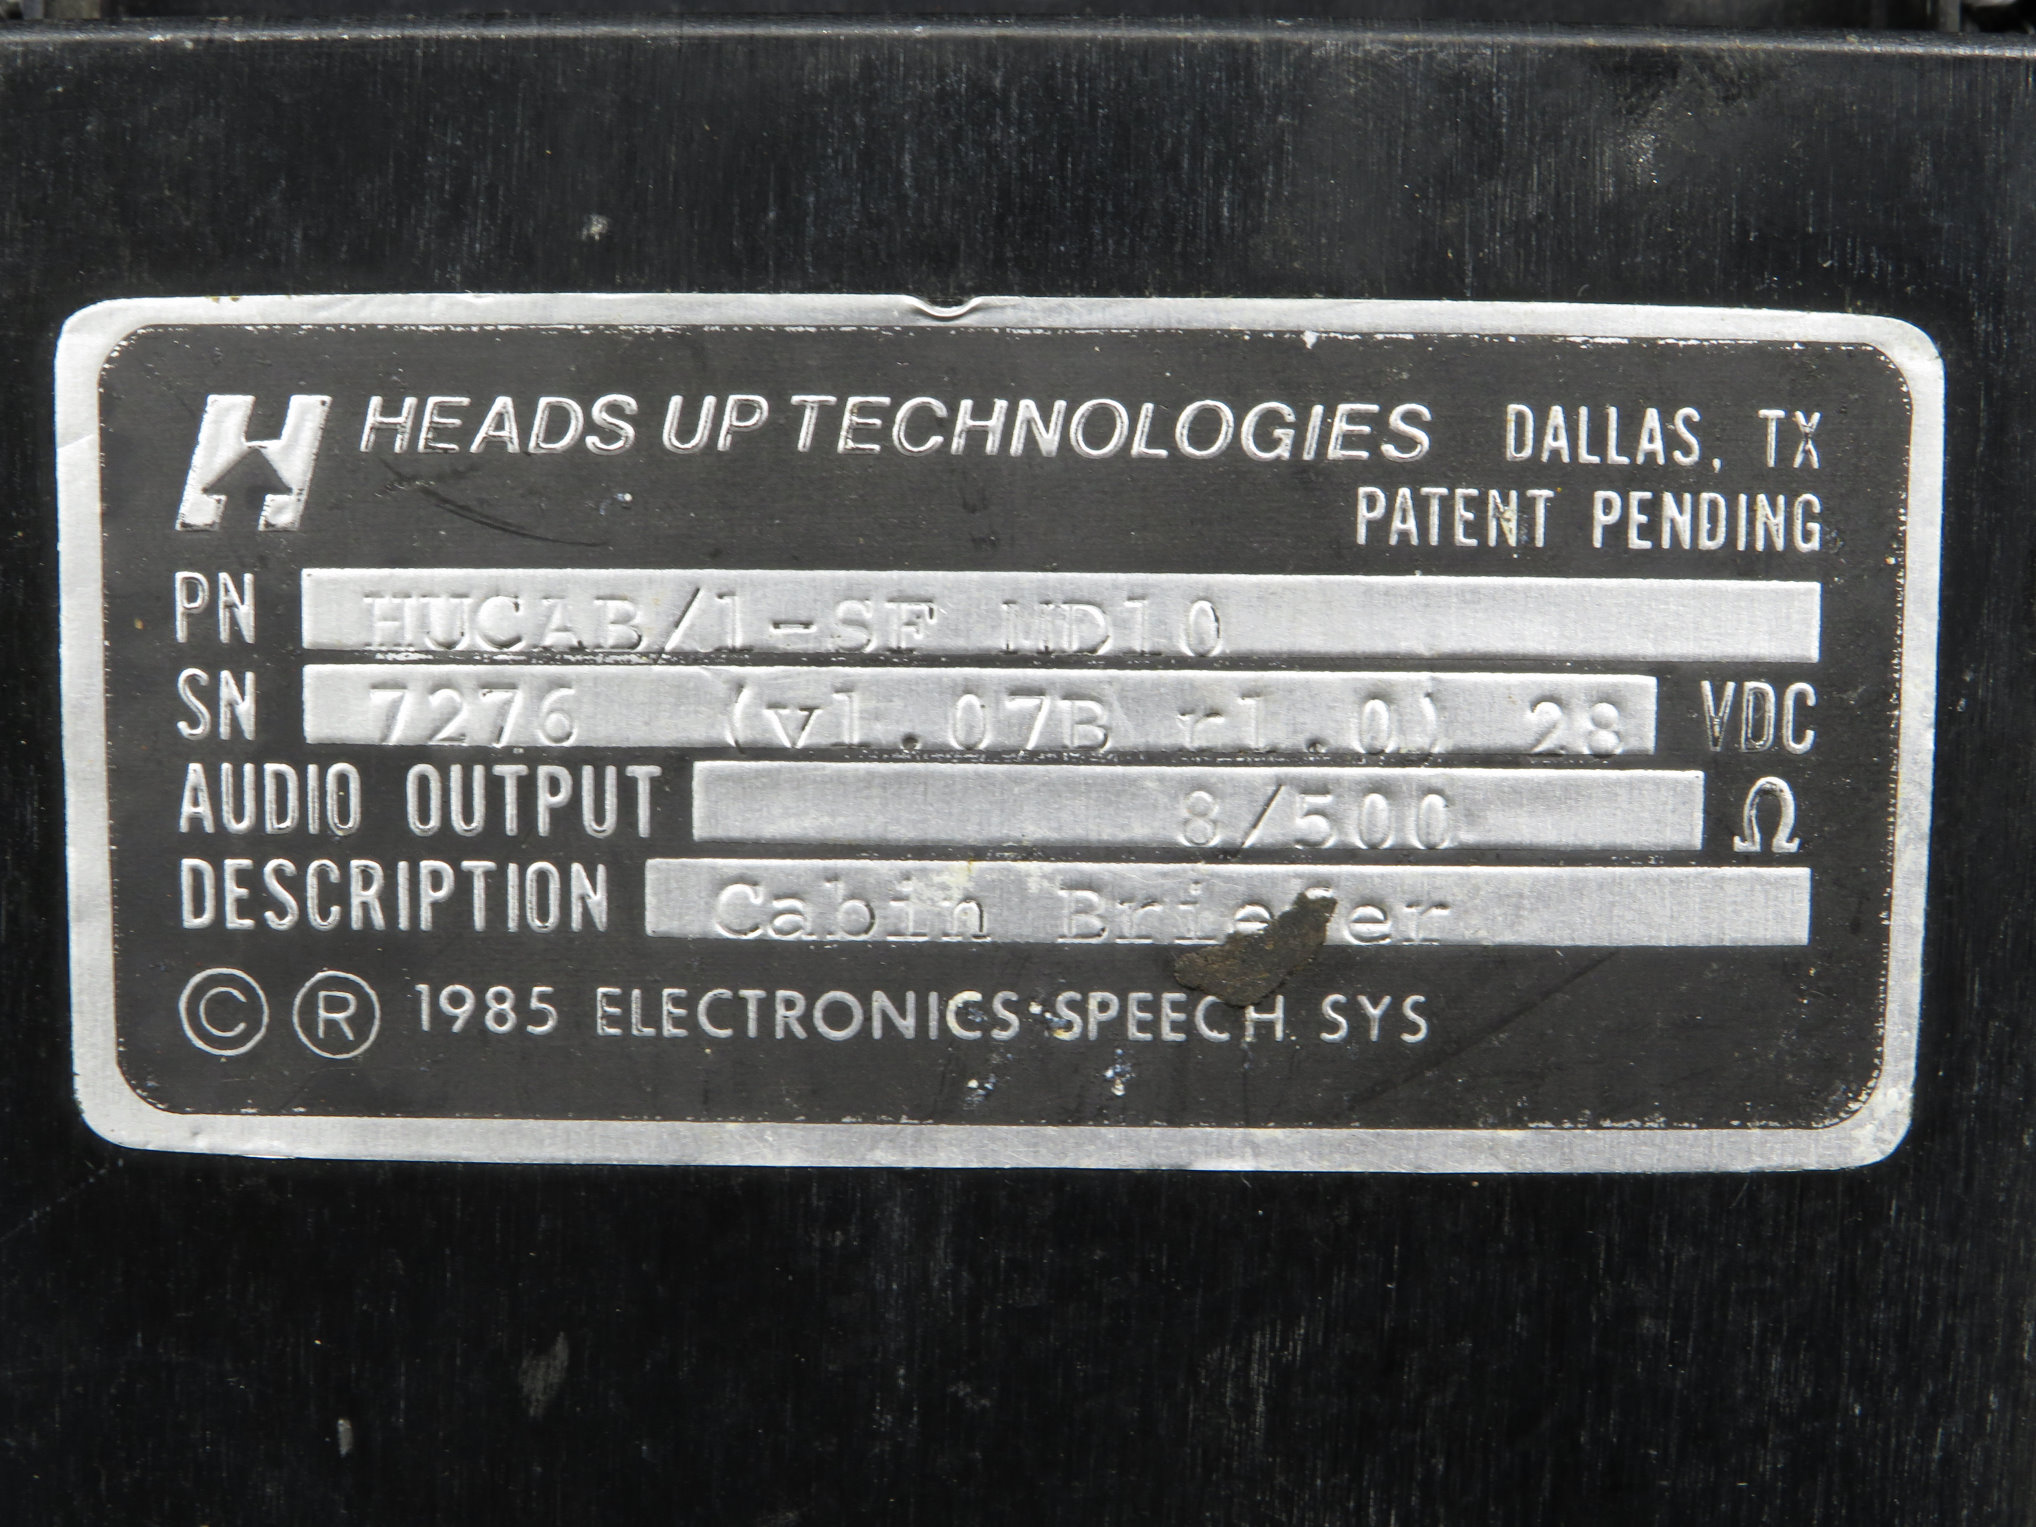 HEADS UP TECHNOLOGIES DALLAS, TX
PATENT PENDING
PN HUCAB/1-SF MD10
SN 7276 (v1.07B r1.0) 28 VDC
AUDIO OUTPUT 8/500 Ω
DESCRIPTION Cabin Briefer
© ® 1985 ELECTRONICS SPEECH SYS